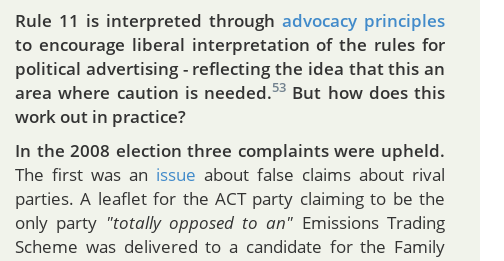 Rule 11 is interpreted through advocacy principles
to encourage liberal interpretation of the rules for
political advertising - reflecting the idea that this an
area where caution is needed.53 But how does this
work out in practice?
In the 2008 election three complaints were upheld.
The first was an issue about false claims about rival
parties. A leaflet for the ACT party claiming to be the
only party "totally opposed to an" Emissions Trading
Scheme was delivered to a candidate for the Family